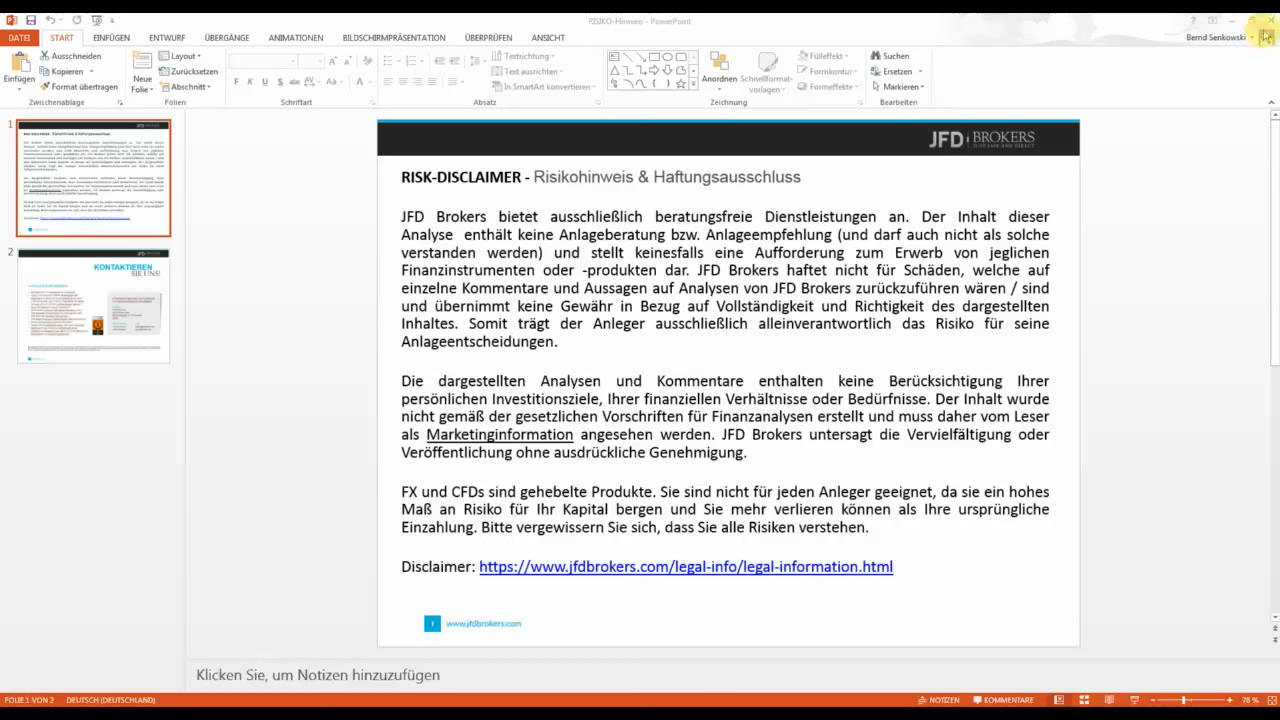 RISIKO-Hinweis - PowerPoint
DATEI START EINFÜGEN ENTWURF ÜBERGÄNGE ANIMATIONEN BILDSCHIRMPRÄSENTATION ÜBERPRÜFEN ANSICHT
Bernd Senkowski
Einfügen
Ausschneiden
Kopieren
Format übertragen
Zwischenablage
Neue
Folie
Layout
Zurücksetzen
Abschnitt
Folien
F K U S abc AV Aa A
Schriftart
Textrichtung
Text ausrichten
In SmartArt konvertieren
Absatz
Anordnen
Schnellformat-
vorlagen
Fülleffekt
Formkontur
Formeffekte
Zeichnung
Suchen
Ersetzen
Markieren
Bearbeiten
1
2
KONTAKTIEREN
SIE UNS!
JFD BROKERS
RISK-DISCLAIMER - Risikohinweis & Haftungsausschluss
JFD Brokers bietet ausschließlich beratungsfreie Dienstleistungen an. Der Inhalt dieser
Analyse enthält keine Anlageberatung bzw. Anlageempfehlung (und darf auch nicht als solche
verstanden werden) und stellt keinesfalls eine Aufforderung zum Erwerb von jeglichen
Finanzinstrumenten oder -produkten dar. JFD Brokers haftet nicht für Schäden, welche auf
einzelne Kommentare und Aussagen auf Analysen von JFD Brokers zurückzuführen wären / sind
und übernimmt keine Gewähr in Bezug auf Vollständigkeit und Richtigkeit des dargestellten
Inhaltes. Somit trägt der Anleger ausschließlich alleinverantwortlich das Risiko für seine
Anlageentscheidungen.
Die dargestellten Analysen und Kommentare enthalten keine Berücksichtigung Ihrer
persönlichen Investitionsziele, Ihrer finanziellen Verhältnisse oder Bedürfnisse. Der Inhalt wurde
nicht gemäß der gesetzlichen Vorschriften für Finanzanalysen erstellt und muss daher vom Leser
als Marketinginformation angesehen werden. JFD Brokers untersagt die Vervielfältigung oder
Veröffentlichung ohne ausdrückliche Genehmigung.
FX und CFDs sind gehebelte Produkte. Sie sind nicht für jeden Anleger geeignet, da sie ein hohes
Maß an Risiko für Ihr Kapital bergen und Sie mehr verlieren können als Ihre ursprüngliche
Einzahlung. Bitte vergewissern Sie sich, dass Sie alle Risiken verstehen.
Disclaimer: https://www.jfdbrokers.com/legal-info/legal-information.html
www.jfdbrokers.com
Klicken Sie, um Notizen hinzuzufügen
FOLIE 1 VON 2 DEUTSCH (DEUTSCHLAND) NOTIZEN KOMMENTARE 78 %